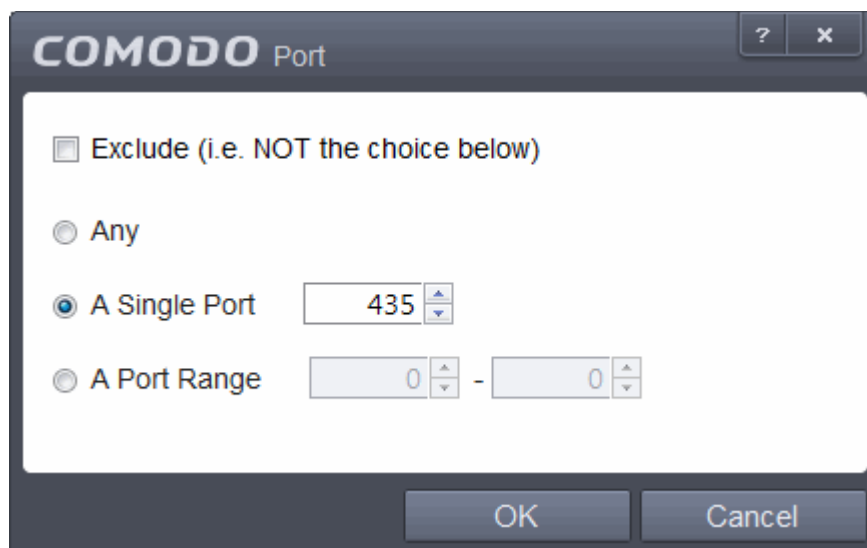 COMODO Port ? x
Exclude (i.e. NOT the choice below)
Any
A Single Port 435
A Port Range 0 - 0
OK Cancel